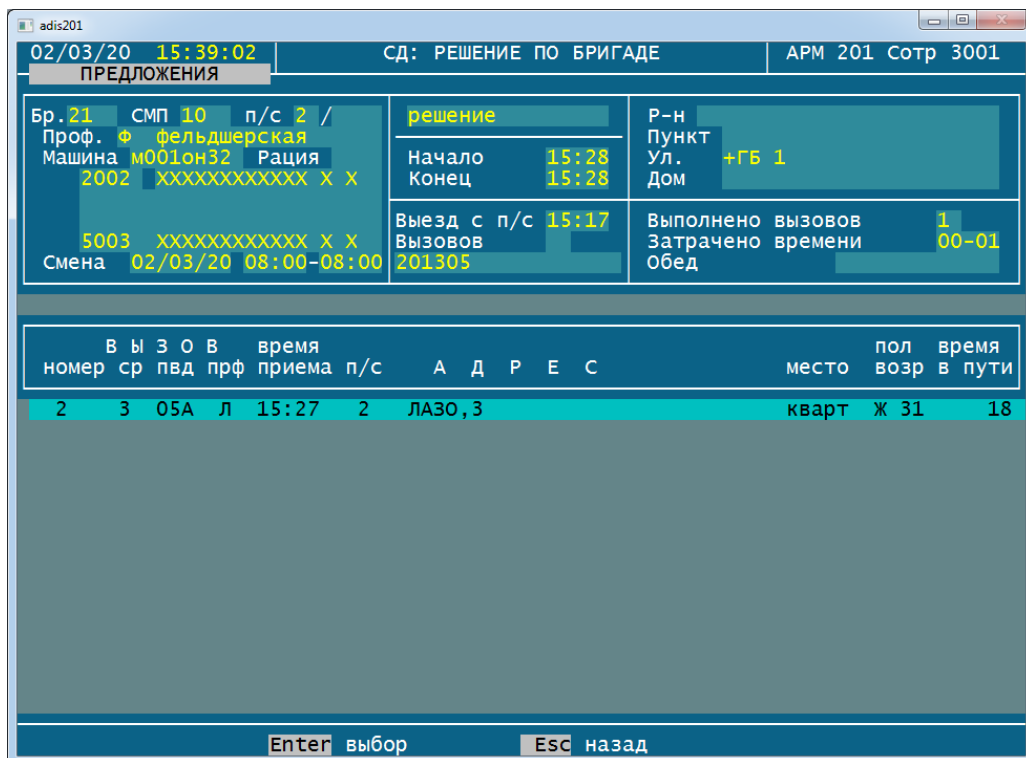 adis201
02/03/20 15:39:02 СД: РЕШЕНИЕ ПО БРИГАДЕ АРМ 201 Сотр 3001
ПРЕДЛОЖЕНИЯ
Бр.21 СМП 10 п/с 2 / решение Р-н
Проф. Ф фельдшерская Пункт
Машина м001он32 Рация Начало 15:28 Ул. +ГБ 1
2002 XXXXXXXXXXXX X X Конец 15:28 Дом
Выезд с п/с 15:17 Выполнено вызовов 1
5003 XXXXXXXXXXXX X X Вызовов Затрачено времени 00-01
Смена 02/03/20 08:00-08:00 201305 Обед
В Ы З О В время пол время
номер ср пвд прф приема п/с А Д Р Е С место возр в пути
2 3 05А Л 15:27 2 ЛАЗО,3 кварт Ж 31 18
Enter выбор Esc назад